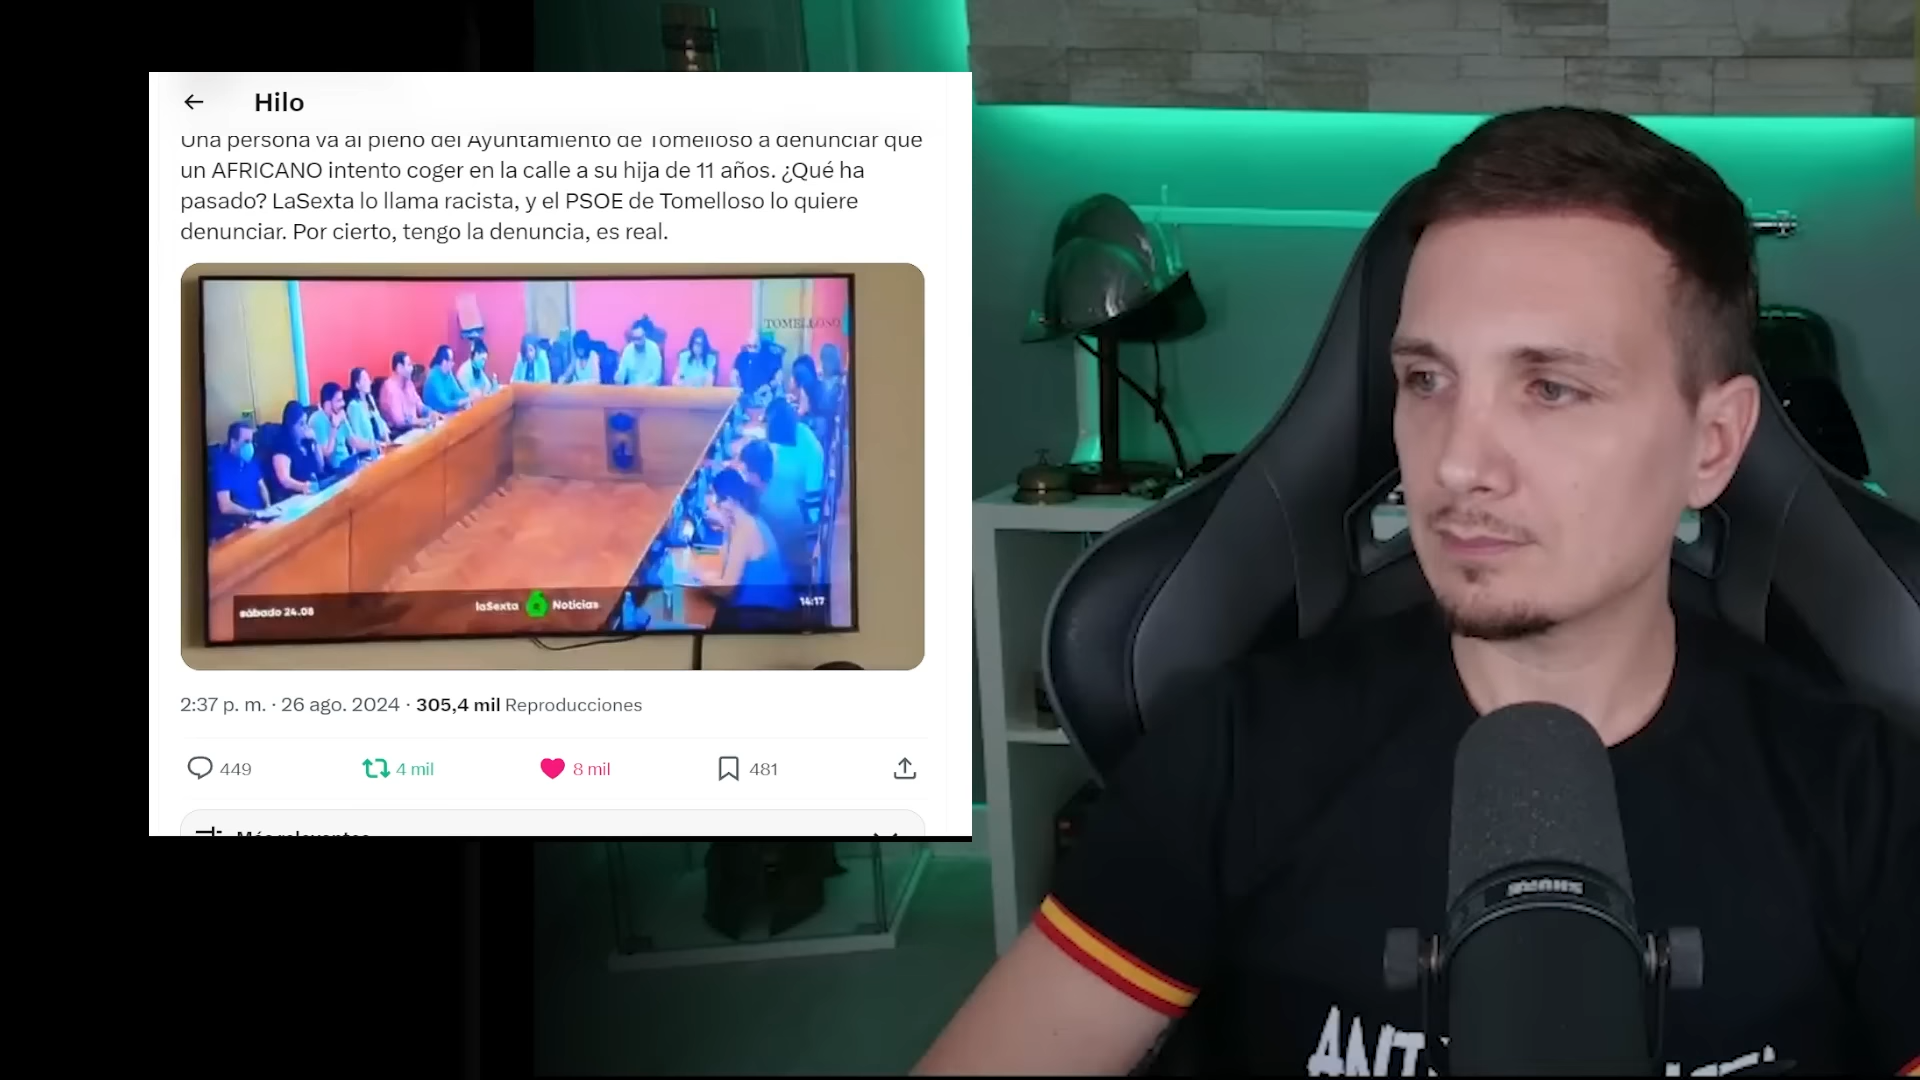 Hilo
Una persona va al pleno del Ayuntamiento de Tomelloso a denunciar que
un AFRICANO intento coger en la calle a su hija de 11 años. ¿Qué ha
pasado? LaSexta lo llama racista, y el PSOE de Tomelloso lo quiere
denunciar. Por cierto, tengo la denuncia, es real.
TOMELLOSO
sábado 24.08
laSexta Noticias
14:17
2:37 p. m. · 26 ago. 2024 · 305,4 mil Reproducciones
449
4 mil
8 mil
481
Más relevantes
SHURE